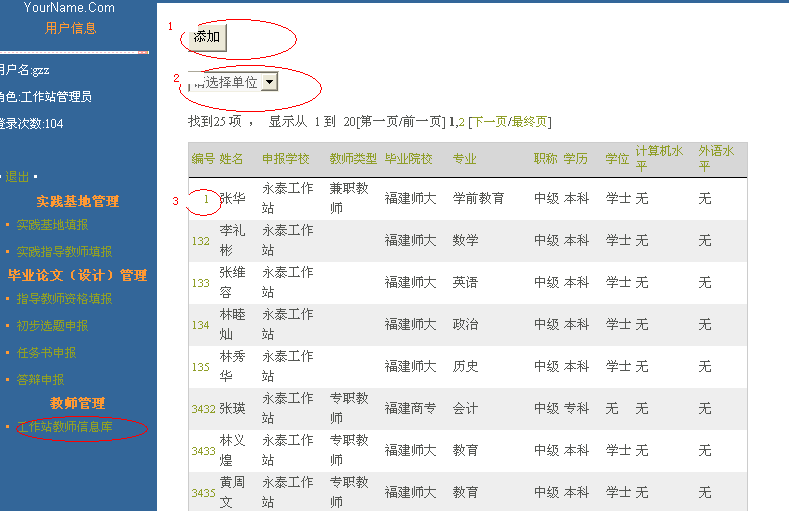 YourName.Com
用户信息
用户名:gzz
角色:工作站管理员
登录次数:104
退出
实践基地管理
实践基地填报
实践指导教师填报
毕业论文（设计）管理
指导教师资格填报
初步选题申报
任务书申报
答辩申报
教师管理
工作站教师信息库
1
添加
2
请选择单位
找到25 项 ， 显示从 1 到 20[第一页/前一页] 1,2 [下一页/最终页]
编号 姓名 申报学校 教师类型 毕业院校 专业 职称 学历 学位 计算机水平 外语水平
3
1 张华 永泰工作站 兼职教师 福建师大 学前教育 中级 本科 学士 无 无
132 李礼彬 永泰工作站 福建师大 数学 中级 本科 学士 无 无
133 张维容 永泰工作站 福建师大 英语 中级 本科 学士 无 无
134 林睦灿 永泰工作站 福建师大 政治 中级 本科 学士 无 无
135 林秀华 永泰工作站 福建师大 历史 中级 本科 学士 无 无
3432 张瑛 永泰工作站 专职教师 福建商专 会计 中级 专科 无 无 无
3433 林义煌 永泰工作站 专职教师 福建师大 教育 中级 本科 学士 无 无
3435 黄周文 永泰工作站 专职教师 福建师大 教育 中级 本科 学士 无 无